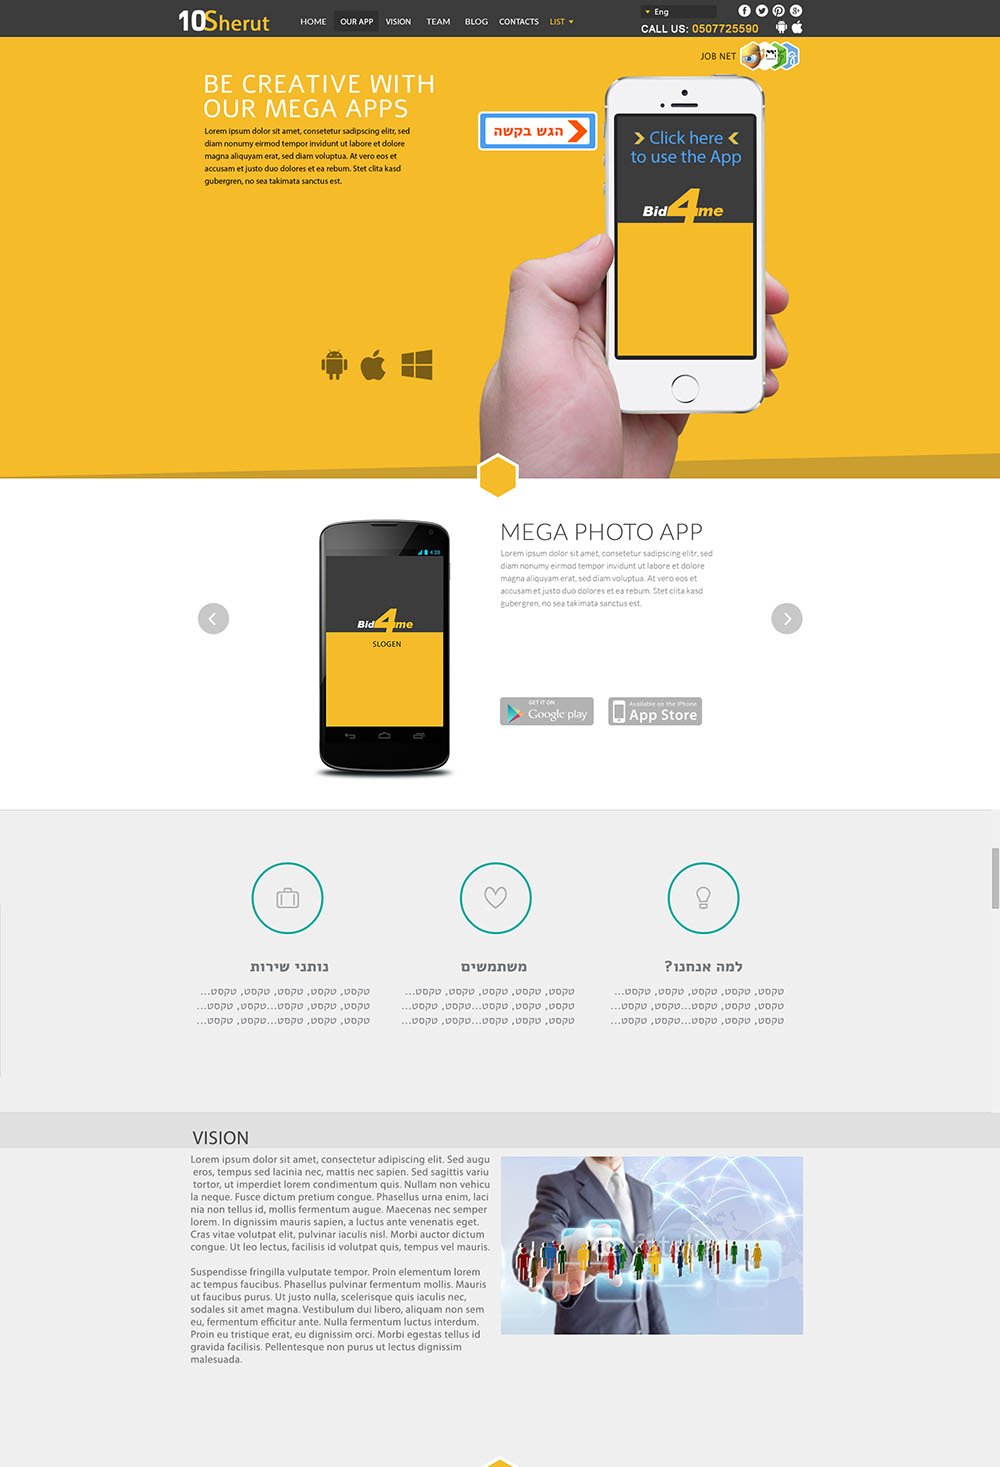 10Sherut
HOME OUR APP VISION TEAM BLOG CONTACTS LIST
Eng
CALL US: 0507725590
JOB NET
BE CREATIVE WITH
OUR MEGA APPS
Lorem ipsum dolor sit amet, consetetur sadipscing elitr, sed
diam nonumy eirmod tempor invidunt ut labore et dolore
magna aliquyam erat, sed diam voluptua. At vero eos et
accusam et justo duo dolores et ea rebum. Stet clita kasd
gubergren, no sea takimata sanctus est.
הגש בקשה
Click here
to use the App
Bid4me
4:20
Bid4me
SLOGEN
MEGA PHOTO APP
Lorem ipsum dolor sit amet, consetetur sadipscing elitr, sed
diam nonumy eirmod tempor invidunt ut labore et dolore
magna aliquyam erat, sed diam voluptua. At vero eos et
accusam et justo duo dolores et ea rebum. Stet clita kasd
gubergren, no sea takimata sanctus est.
GET IT ON
Google play
Available on the iPhone
App Store
למה אנחנו?
טקסט, טקסט, טקסט, טקסט, טקסט...
טקסט, טקסט, טקסט...טקסט, טקסט...
טקסט, טקסט, טקסט...טקסט, טקסט...
משתמשים
טקסט, טקסט, טקסט, טקסט, טקסט...
טקסט, טקסט, טקסט...טקסט, טקסט...
טקסט, טקסט, טקסט...טקסט, טקסט...
נותני שירות
טקסט, טקסט, טקסט, טקסט, טקסט...
טקסט, טקסט, טקסט...טקסט, טקסט...
טקסט, טקסט, טקסט...טקסט, טקסט...
VISION
Lorem ipsum dolor sit amet, consectetur adipiscing elit. Sed augu
eros, tempus sed lacinia nec, mattis nec sapien. Sed sagittis variu
tortor, ut imperdiet lorem condimentum quis. Nullam non vehicu
la neque. Fusce dictum pretium congue. Phasellus urna enim, laci
nia non tellus id, mollis fermentum augue. Maecenas nec semper
lorem. In dignissim mauris sapien, a luctus ante venenatis eget.
Cras vitae volutpat elit, pulvinar iaculis nisl. Morbi auctor dictum
congue. Ut leo lectus, facilisis id volutpat quis, tempus vel mauris.
Suspendisse fringilla vulputate tempor. Proin elementum lorem
ac tempus faucibus. Phasellus pulvinar fermentum mollis. Mauris
ut faucibus purus. Ut justo nulla, scelerisque quis iaculis nec,
sodales sit amet magna. Vestibulum dui libero, aliquam non sem
eu, fermentum efficitur ante. Nulla fermentum luctus interdum.
Proin eu tristique erat, eu dignissim orci. Morbi egestas tellus id
gravida facilisis. Pellentesque non purus ut lectus dignissim
malesuada.